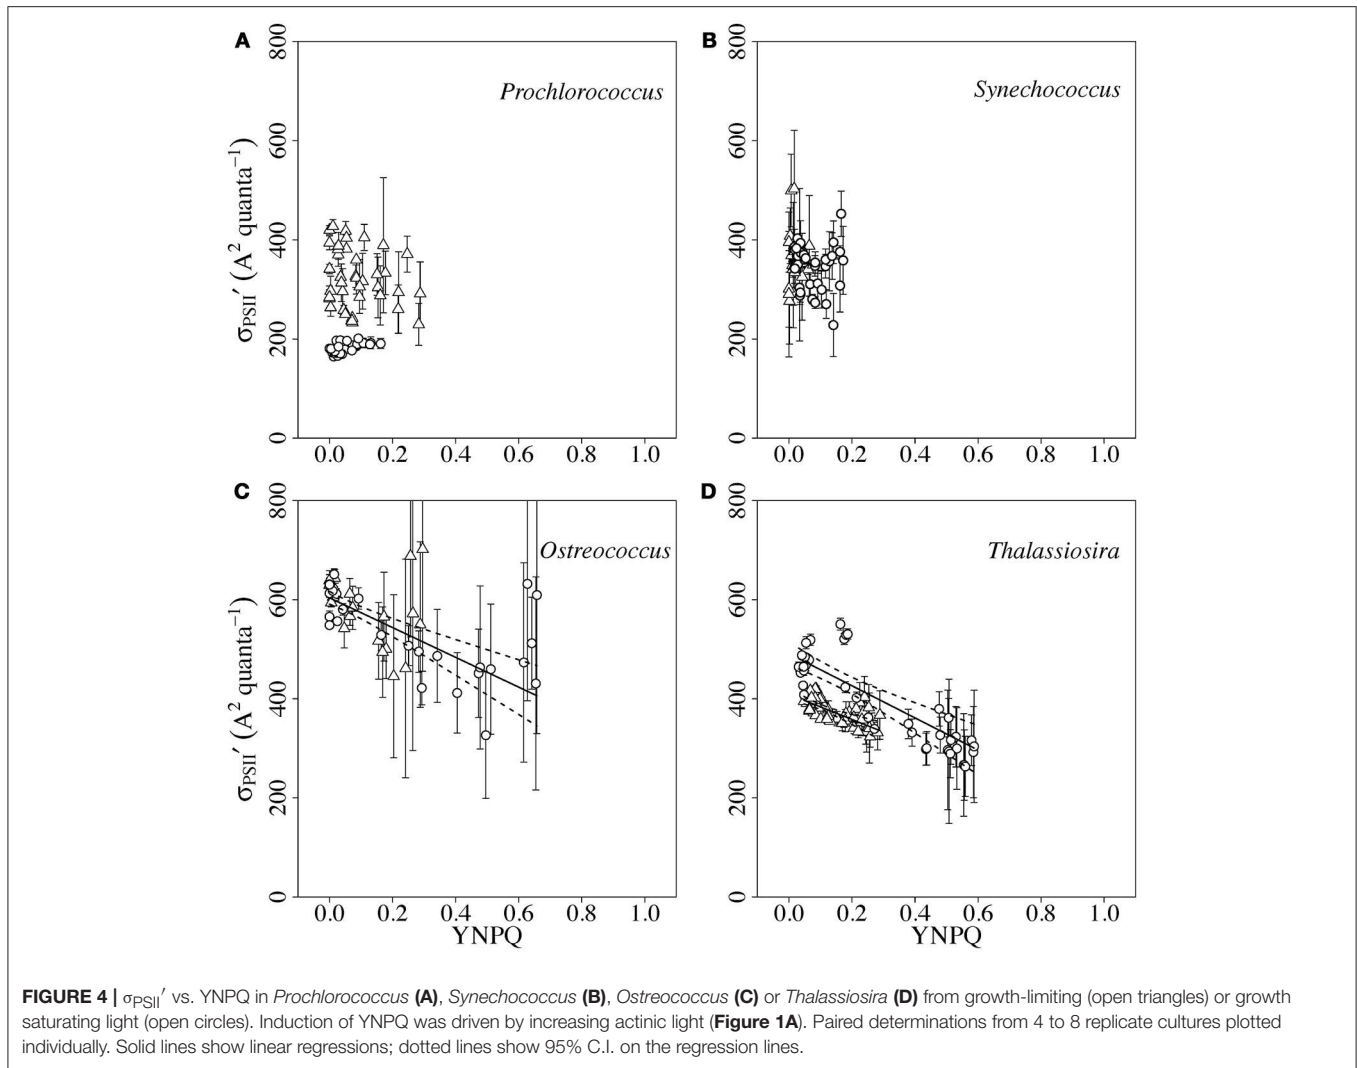 A
B
800
600
400
200
0
σPSII′ (A² quanta⁻¹)
Prochlorococcus
0.0 0.2 0.4 0.6 0.8 1.0
800
600
400
200
0
Synechococcus
0.0 0.2 0.4 0.6 0.8 1.0
C
D
800
600
400
200
0
σPSII′ (A² quanta⁻¹)
Ostreococcus
0.0 0.2 0.4 0.6 0.8 1.0
YNPQ
800
600
400
200
0
Thalassiosira
0.0 0.2 0.4 0.6 0.8 1.0
YNPQ
FIGURE 4 | σPSII′ vs. YNPQ in Prochlorococcus (A), Synechococcus (B), Ostreococcus (C) or Thalassiosira (D) from growth-limiting (open triangles) or growth
saturating light (open circles). Induction of YNPQ was driven by increasing actinic light (Figure 1A). Paired determinations from 4 to 8 replicate cultures plotted
individually. Solid lines show linear regressions; dotted lines show 95% C.I. on the regression lines.